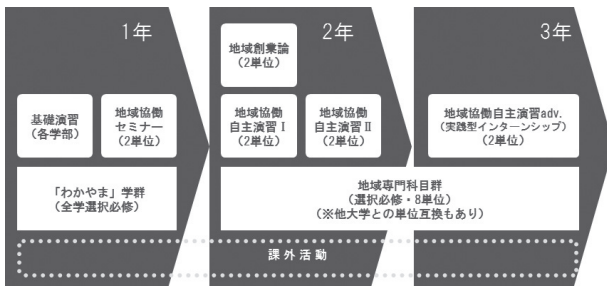 1年
基礎演習
(各学部)
地域協働
セミナー
(2単位)
「わかやま」学群
(全学選択必修)
2年
地域創業論
(2単位)
地域協働
自主演習Ⅰ
(2単位)
地域協働
自主演習Ⅱ
(2単位)
3年
地域協働自主演習adv.
(実践型インターンシップ)
(2単位)
地域専門科目群
(選択必修・8単位)
(※他大学との単位互換もあり)
課外活動